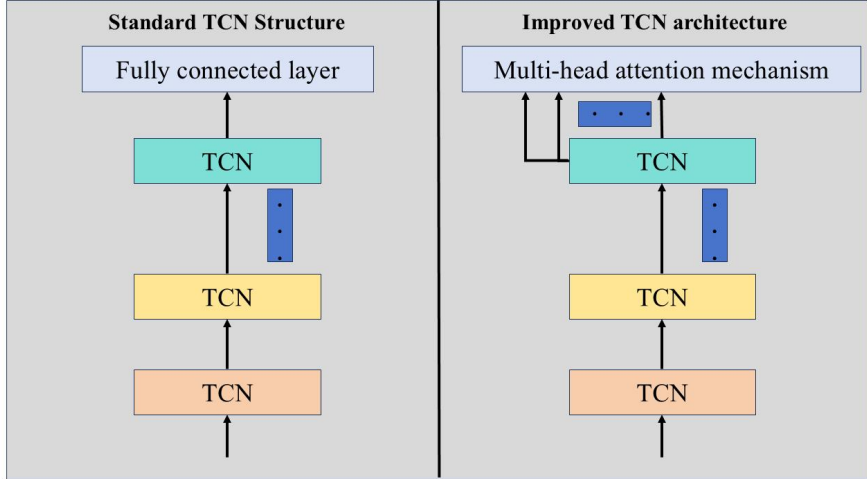 Standard TCN Structure
Fully connected layer
TCN
TCN
TCN
Improved TCN architecture
Multi-head attention mechanism
TCN
TCN
TCN